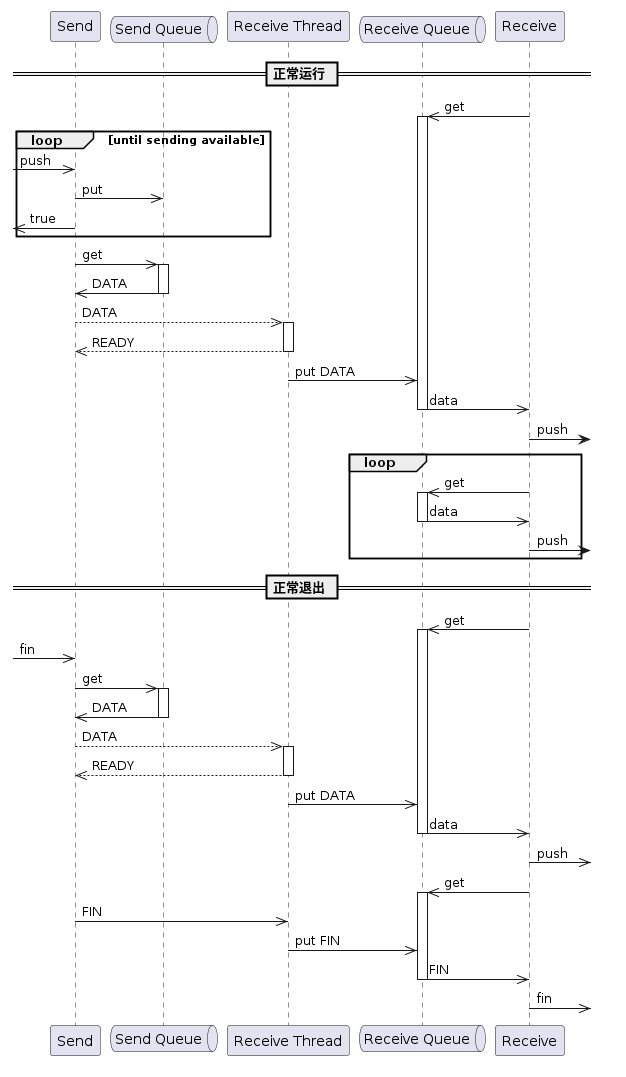 Send
Send Queue
Receive Thread
Receive Queue
Receive
正常运行
get
loop
[until sending available]
push
put
true
get
DATA
DATA
READY
put DATA
data
push
loop
get
data
push
正常退出
get
fin
get
DATA
DATA
READY
put DATA
data
push
get
FIN
put FIN
FIN
fin
Send
Send Queue
Receive Thread
Receive Queue
Receive